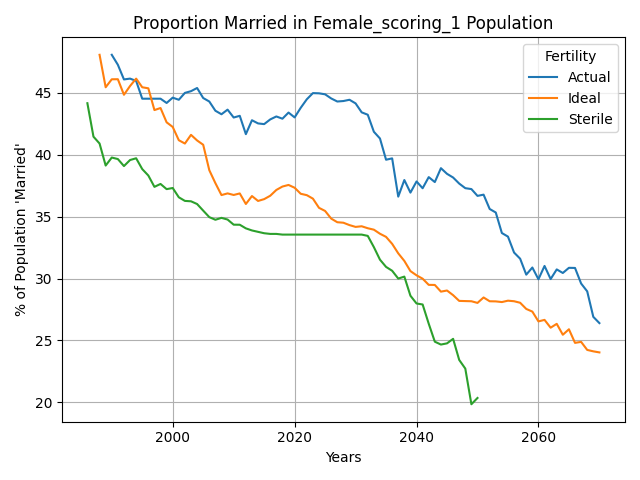 Proportion Married in Female_scoring_1 Population
% of Population 'Married'
45
40
35
30
25
20
Fertility
Actual
Ideal
Sterile
2000 2020 2040 2060
Years